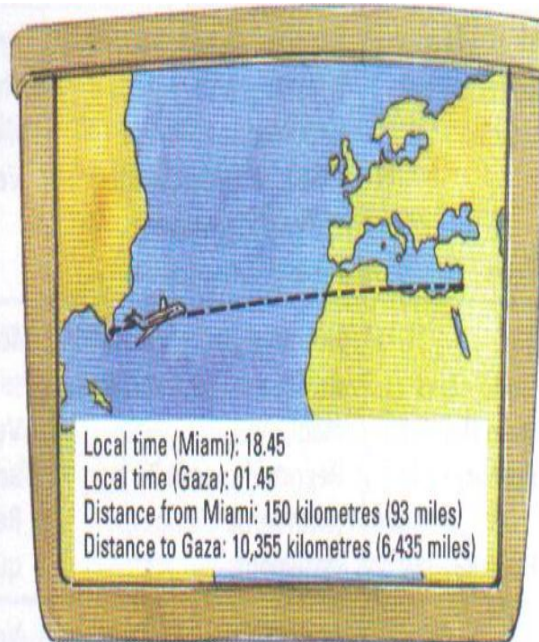 Local time (Miami): 18.45
Local time (Gaza): 01.45
Distance from Miami: 150 kilometres (93 miles)
Distance to Gaza: 10,355 kilometres (6,435 miles)